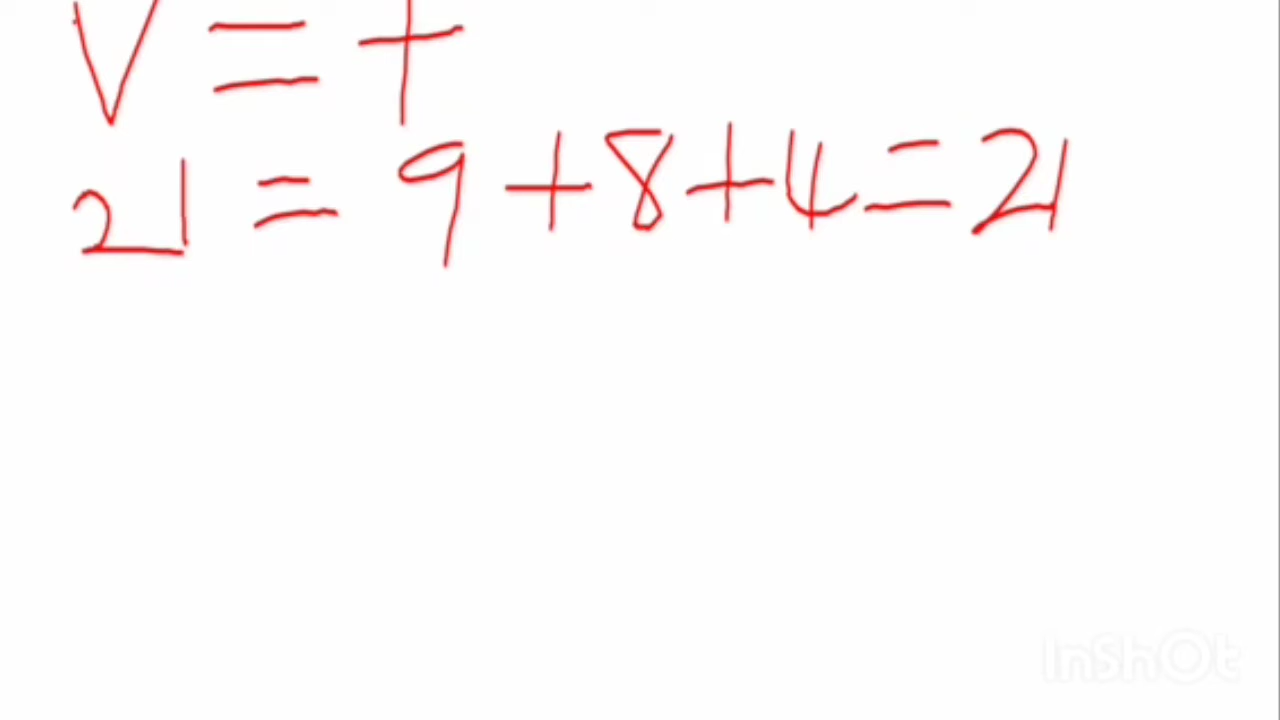 V = +
21 = 9 + 8 + 4 = 21
InShOt